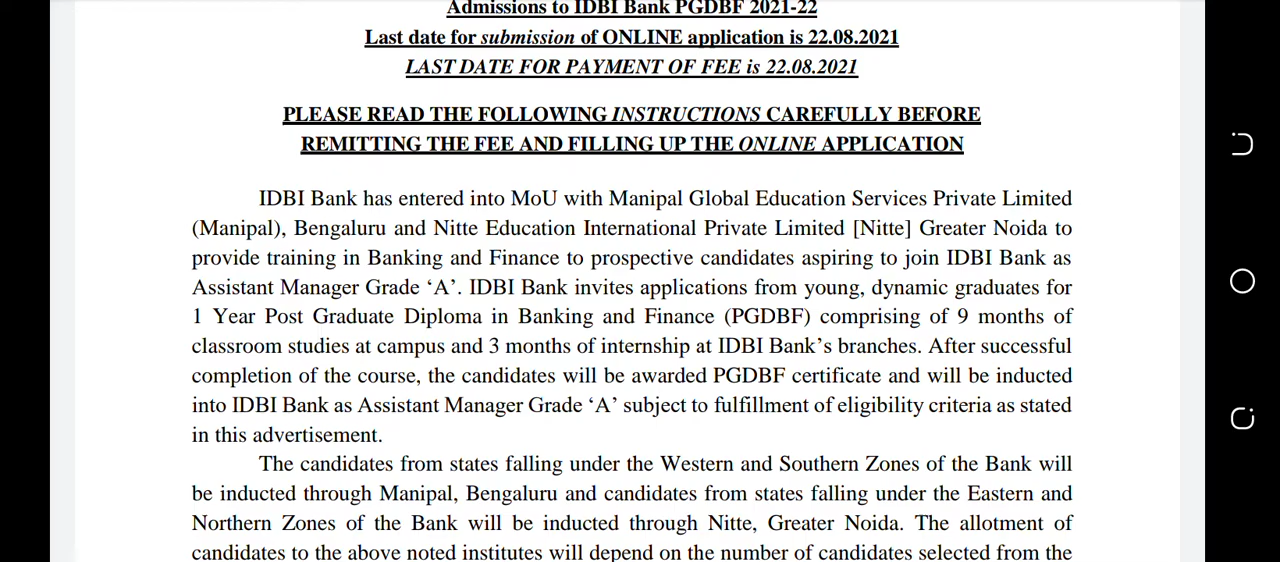 Admissions to IDBI Bank PGDBF 2021-22
Last date for submission of ONLINE application is 22.08.2021
LAST DATE FOR PAYMENT OF FEE is 22.08.2021
PLEASE READ THE FOLLOWING INSTRUCTIONS CAREFULLY BEFORE
REMITTING THE FEE AND FILLING UP THE ONLINE APPLICATION
IDBI Bank has entered into MoU with Manipal Global Education Services Private Limited
(Manipal), Bengaluru and Nitte Education International Private Limited [Nitte] Greater Noida to
provide training in Banking and Finance to prospective candidates aspiring to join IDBI Bank as
Assistant Manager Grade ‘A’. IDBI Bank invites applications from young, dynamic graduates for
1 Year Post Graduate Diploma in Banking and Finance (PGDBF) comprising of 9 months of
classroom studies at campus and 3 months of internship at IDBI Bank’s branches. After successful
completion of the course, the candidates will be awarded PGDBF certificate and will be inducted
into IDBI Bank as Assistant Manager Grade ‘A’ subject to fulfillment of eligibility criteria as stated
in this advertisement.
The candidates from states falling under the Western and Southern Zones of the Bank will
be inducted through Manipal, Bengaluru and candidates from states falling under the Eastern and
Northern Zones of the Bank will be inducted through Nitte, Greater Noida. The allotment of
candidates to the above noted institutes will depend on the number of candidates selected from the